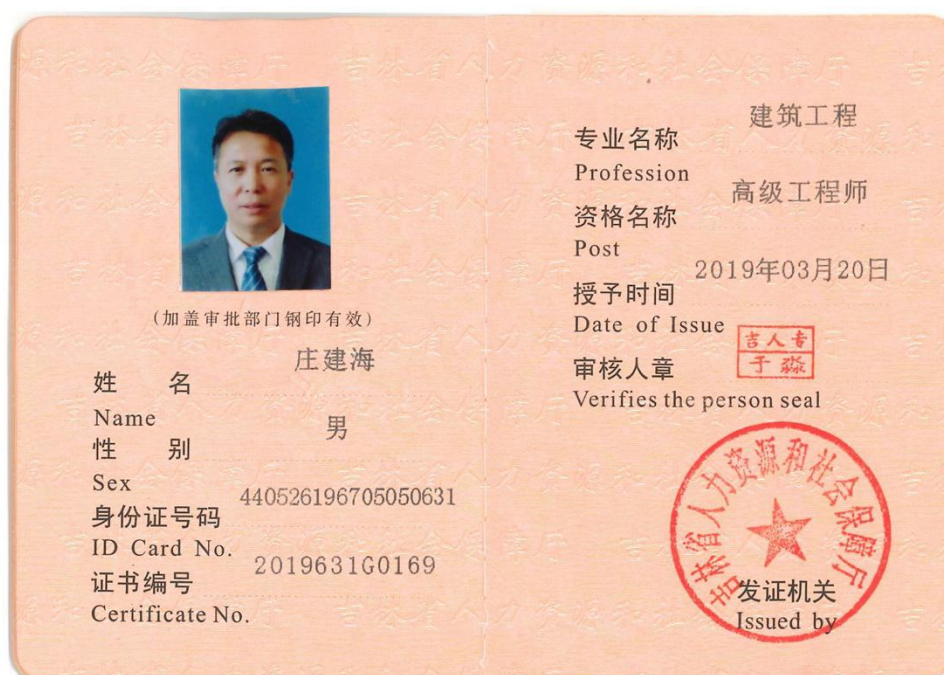 (加盖审批部门钢印有效)
姓 名 庄建海
Name
性 别 男
Sex
身份证号码 440526196705050631
ID Card No.
证书编号 2019631G0169
Certificate No.
专业名称 建筑工程
Profession
资格名称 高级工程师
Post
授予时间 2019年03月20日
Date of Issue
审核人章
吉人专
于淼
Verifies the person seal
吉林省人力资源和社会保障厅
发证机关
Issued by